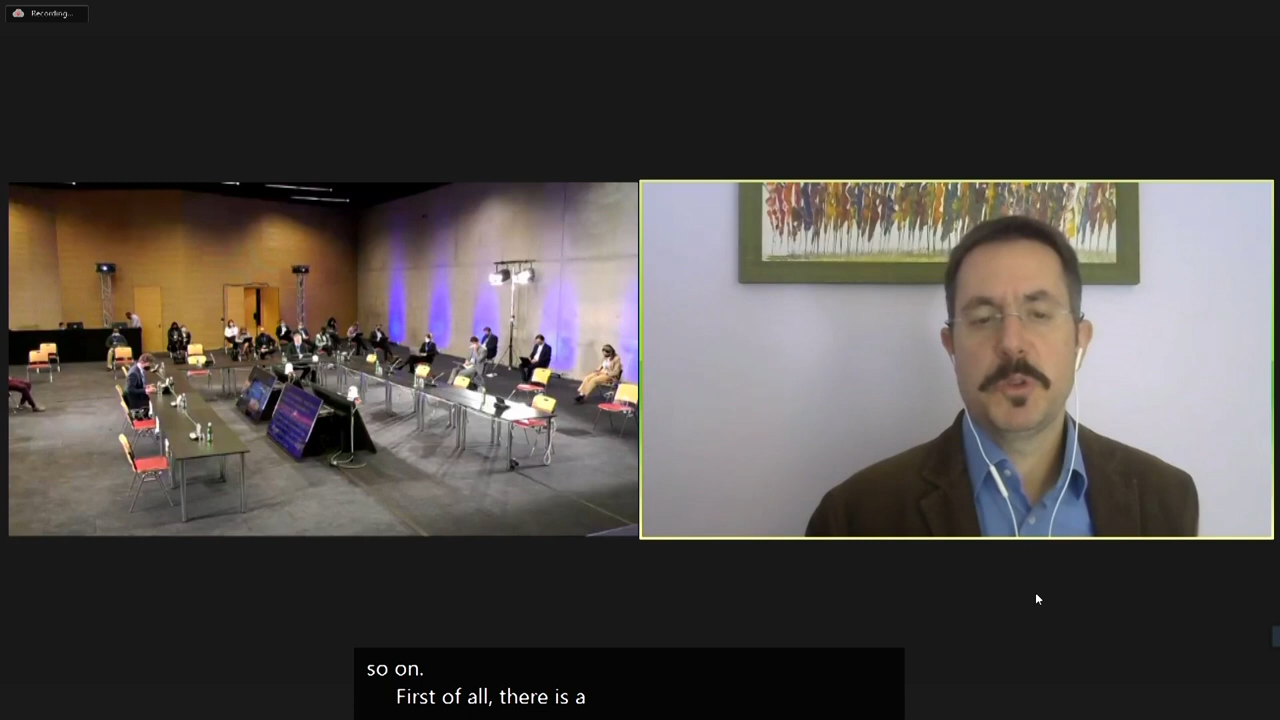 Recording...
so on.
First of all, there is a